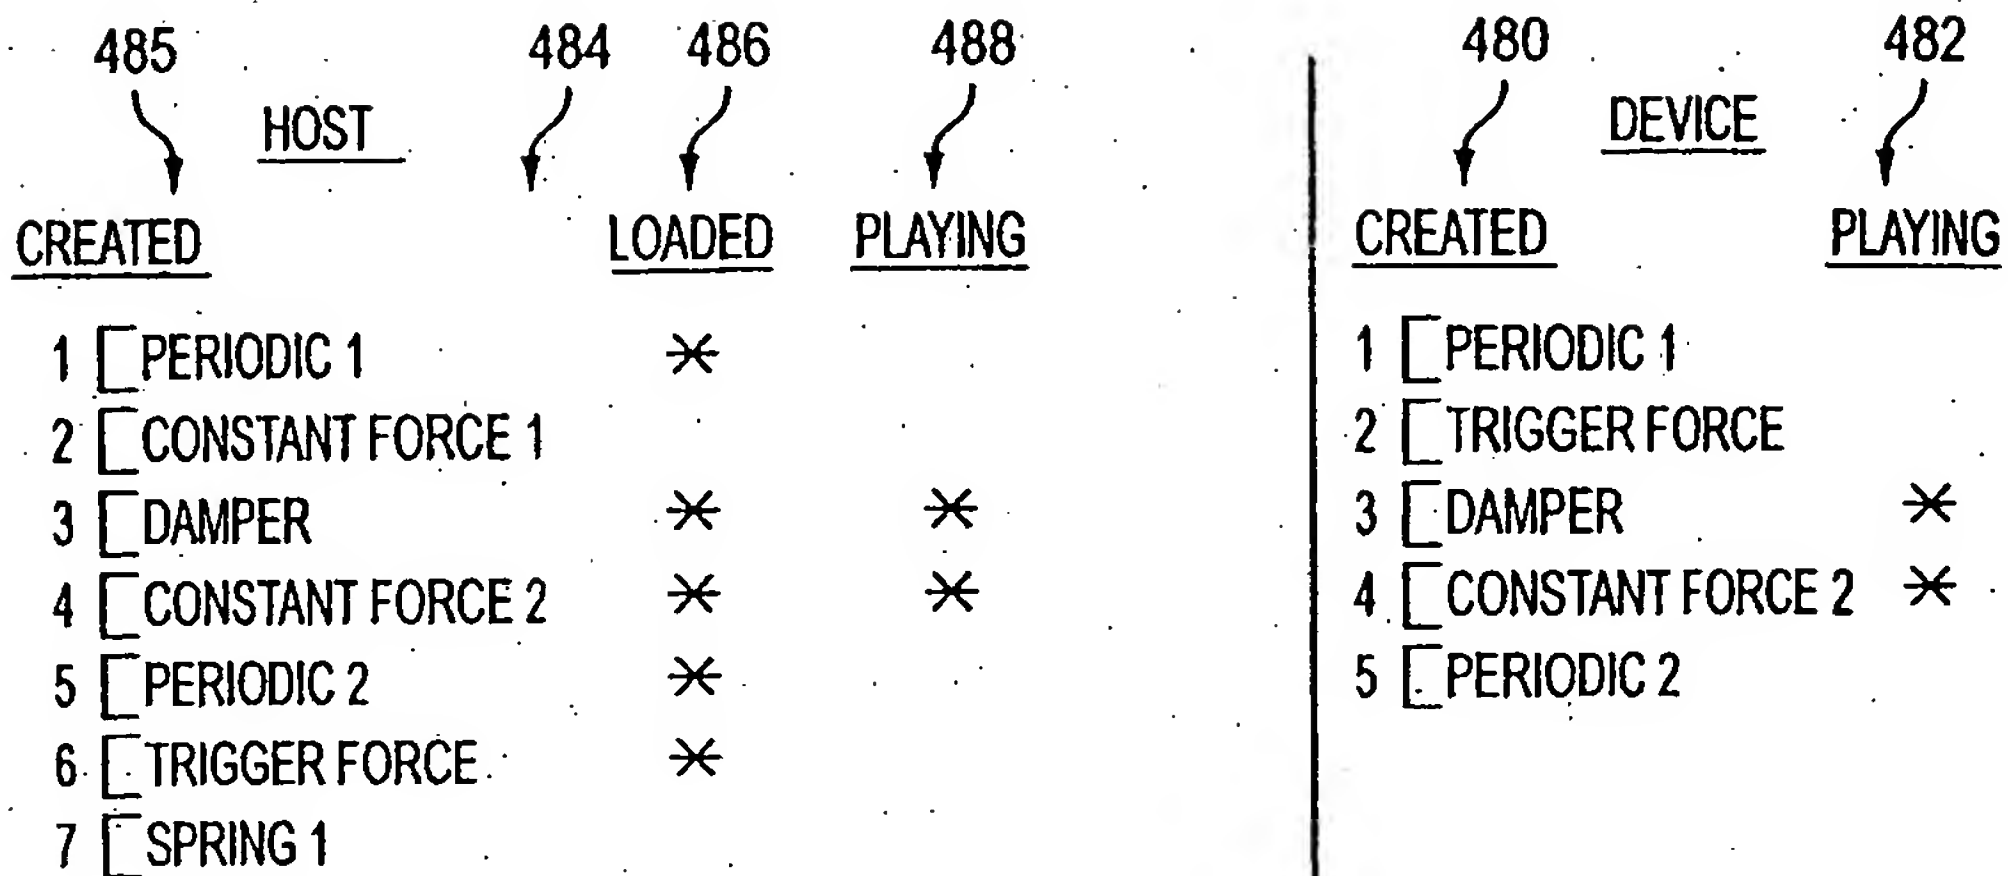 485 484 486 488 480 482
HOST DEVICE
CREATED LOADED PLAYING CREATED PLAYING
1 PERIODIC 1 * 1 PERIODIC 1
2 CONSTANT FORCE 1 2 TRIGGER FORCE
3 DAMPER * * 3 DAMPER *
4 CONSTANT FORCE 2 * * 4 CONSTANT FORCE 2 *
5 PERIODIC 2 * 5 PERIODIC 2
6 TRIGGER FORCE *
7 SPRING 1